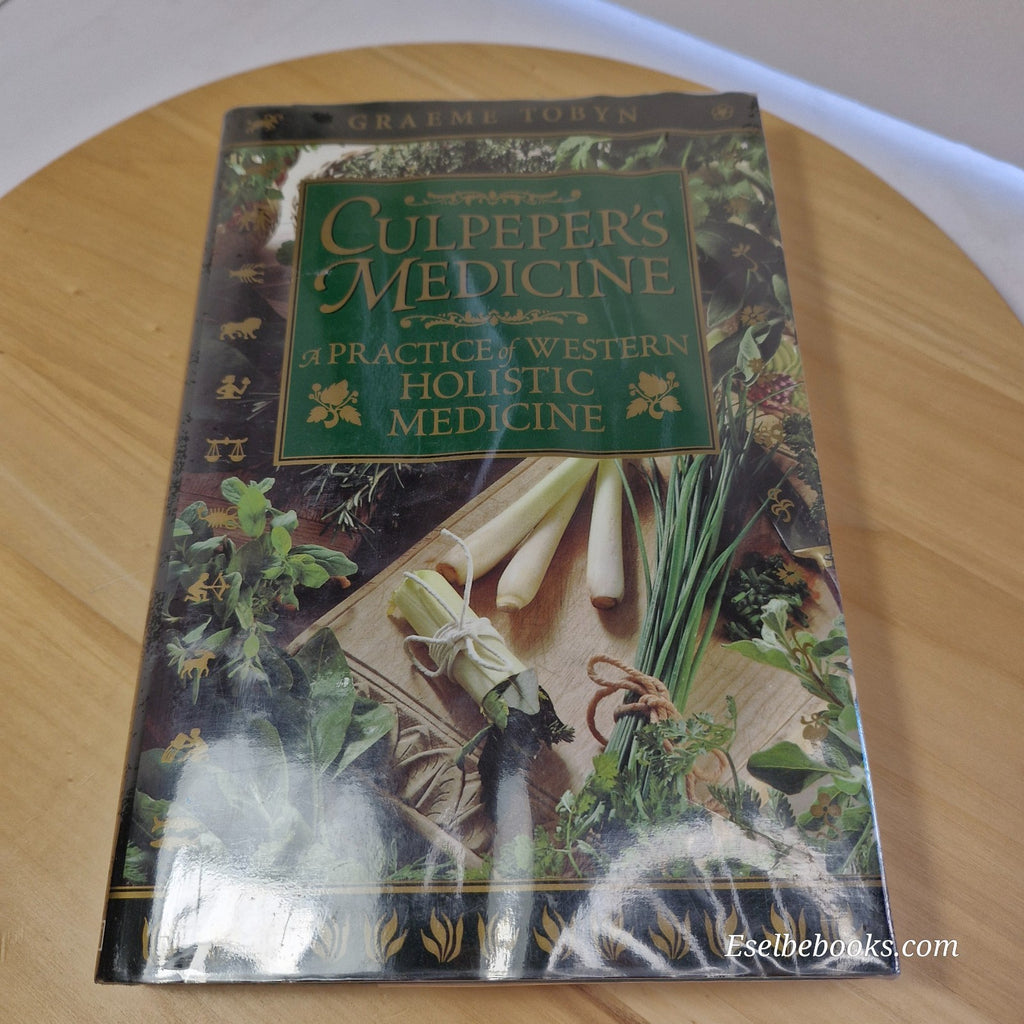 GRAEME TOBYN
CULPEPER'S
MEDICINE
A PRACTICE of WESTERN
HOLISTIC
MEDICINE
Eselbebooks.com